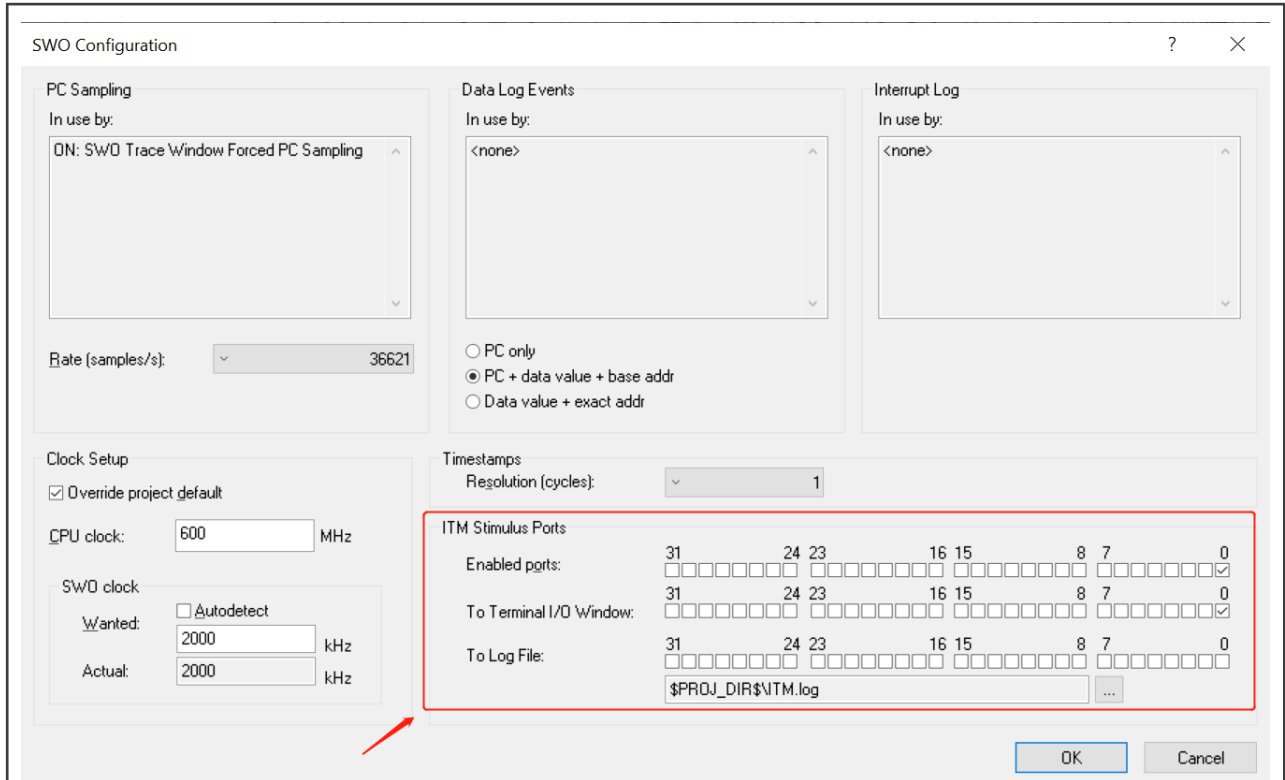 SWO Configuration
?
PC Sampling
In use by:
ON: SWO Trace Window Forced PC Sampling
Rate (samples/s):
36621
Data Log Events
In use by:
<none>
PC only
PC + data value + base addr
Data value + exact addr
Interrupt Log
In use by:
<none>
Clock Setup
Override project default
CPU clock:
600
MHz
SWO clock
Autodetect
Wanted:
2000
kHz
Actual:
2000
kHz
Timestamps
Resolution (cycles):
1
ITM Stimulus Ports
31 24 23 16 15 8 7 0
Enabled ports:
31 24 23 16 15 8 7 0
To Terminal I/O Window:
31 24 23 16 15 8 7 0
To Log File:
$PROJ_DIR$\ITM.log
...
OK
Cancel